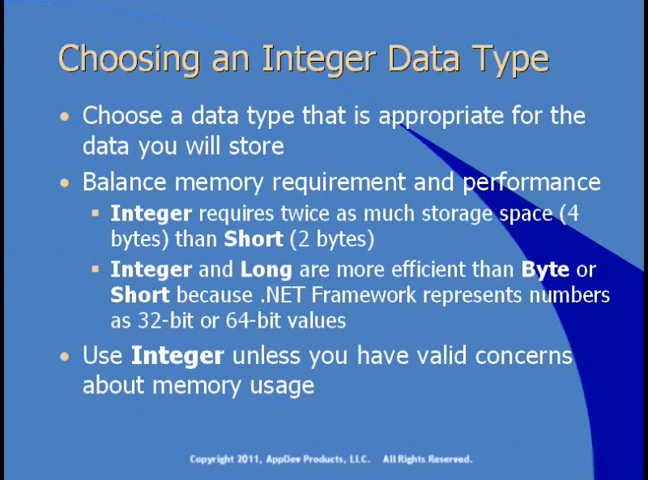 Choosing an Integer Data Type
• Choose a data type that is appropriate for the
data you will store
• Balance memory requirement and performance
▪ Integer requires twice as much storage space (4
bytes) than Short (2 bytes)
▪ Integer and Long are more efficient than Byte or
Short because .NET Framework represents numbers
as 32-bit or 64-bit values
• Use Integer unless you have valid concerns
about memory usage
Copyright 2011, AppDev Products, LLC. All Rights Reserved.